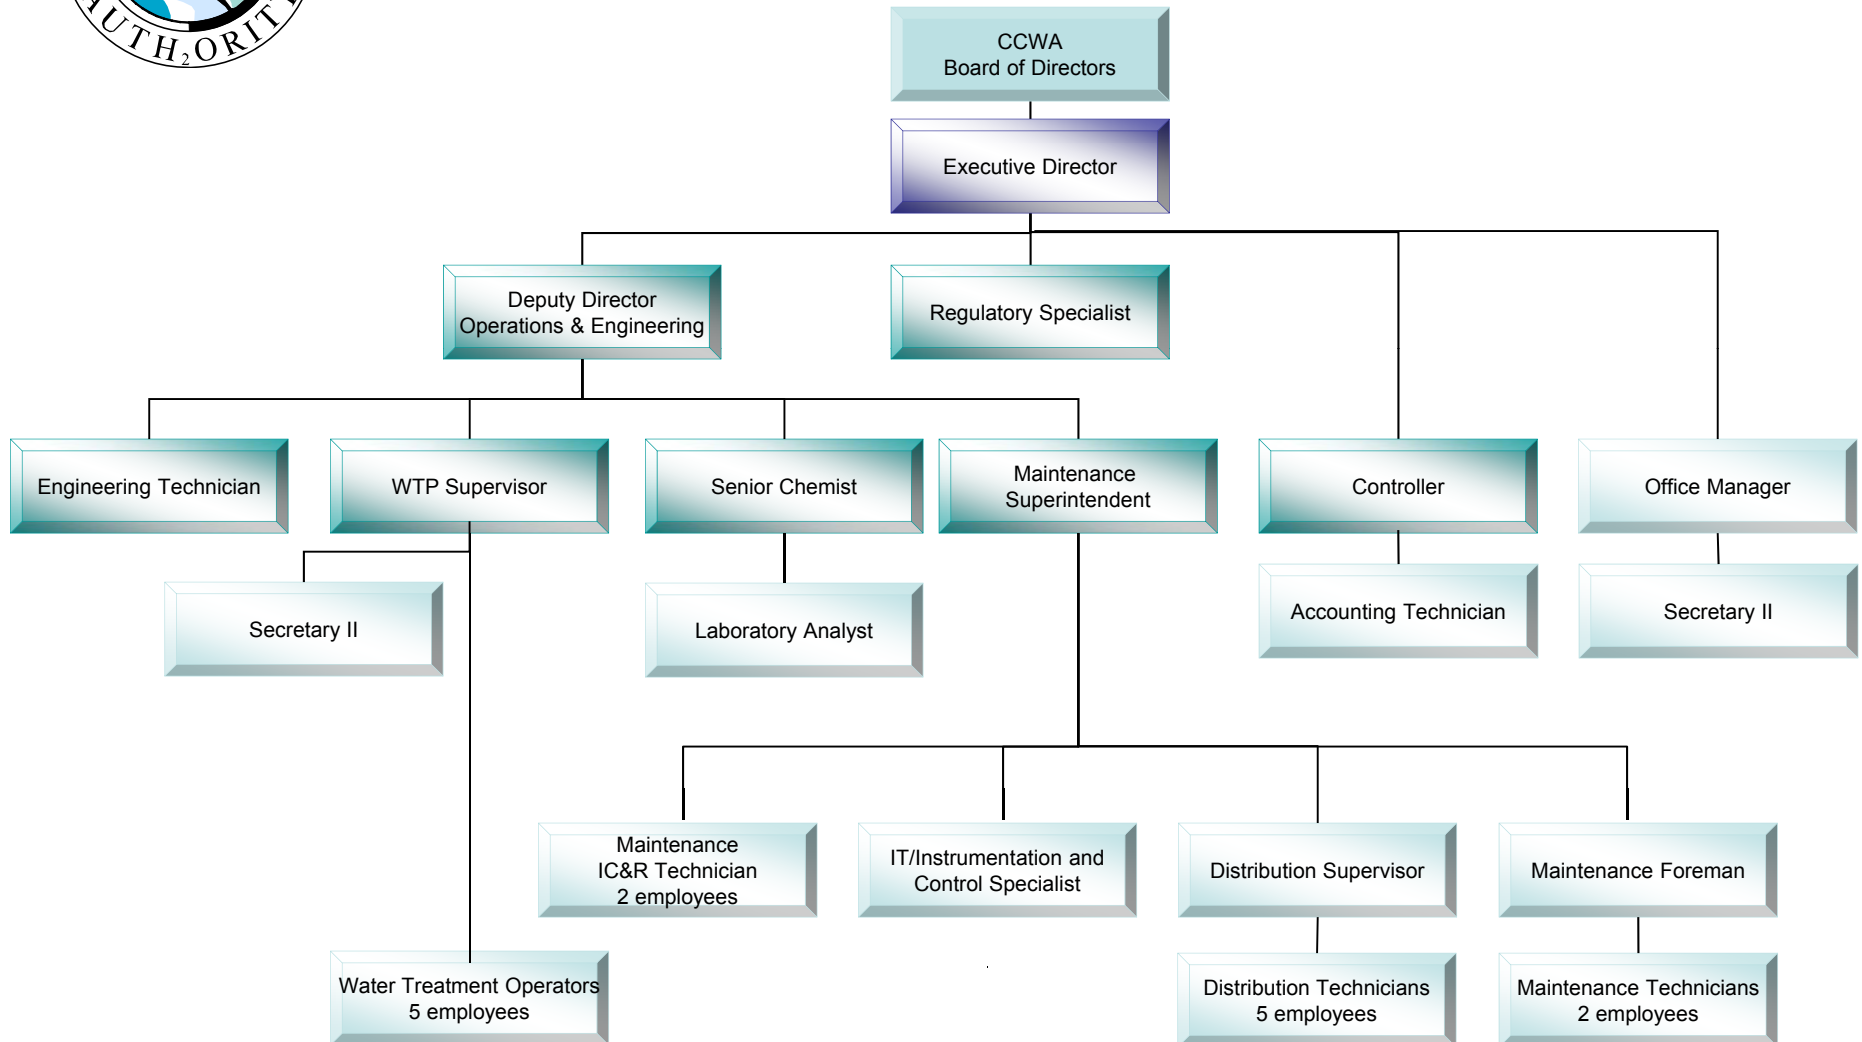 AUTH2ORITY
CCWA
Board of Directors
Executive Director
Deputy Director
Operations & Engineering
Regulatory Specialist
Engineering Technician
WTP Supervisor
Senior Chemist
Maintenance
Superintendent
Controller
Office Manager
Secretary II
Laboratory Analyst
Accounting Technician
Secretary II
Maintenance
IC&R Technician
2 employees
IT/Instrumentation and
Control Specialist
Distribution Supervisor
Maintenance Foreman
Water Treatment Operators
5 employees
Distribution Technicians
5 employees
Maintenance Technicians
2 employees